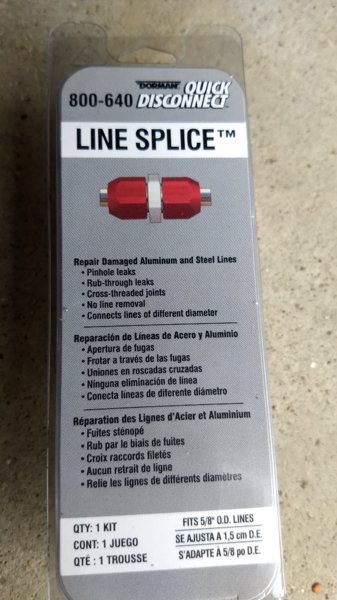 DORMAN QUICK
800-640 DISCONNECT
LINE SPLICE™
Repair Damaged Aluminum and Steel Lines
• Pinhole leaks
• Rub-through leaks
• Cross-threaded joints
• No line removal
• Connects lines of different diameter
Reparación de Líneas de Acero y Aluminio
• Apertura de fugas
• Frotar a través de las fugas
• Uniones en roscadas cruzadas
• Ninguna eliminación de línea
• Conecta líneas de diferente diámetro
Réparation des Lignes d'Acier et Aluminium
• Fuites sténopé
• Rub par le biais de fuites
• Croix raccords filetés
• Aucun retrait de ligne
• Relie les lignes de différents diamètres
QTY: 1 KIT
CONT: 1 JUEGO
QTÉ : 1 TROUSSE
FITS 5/8" O.D. LINES
SE AJUSTA A 1,5 cm D.E.
S'ADAPTE À 5/8 po D.E.